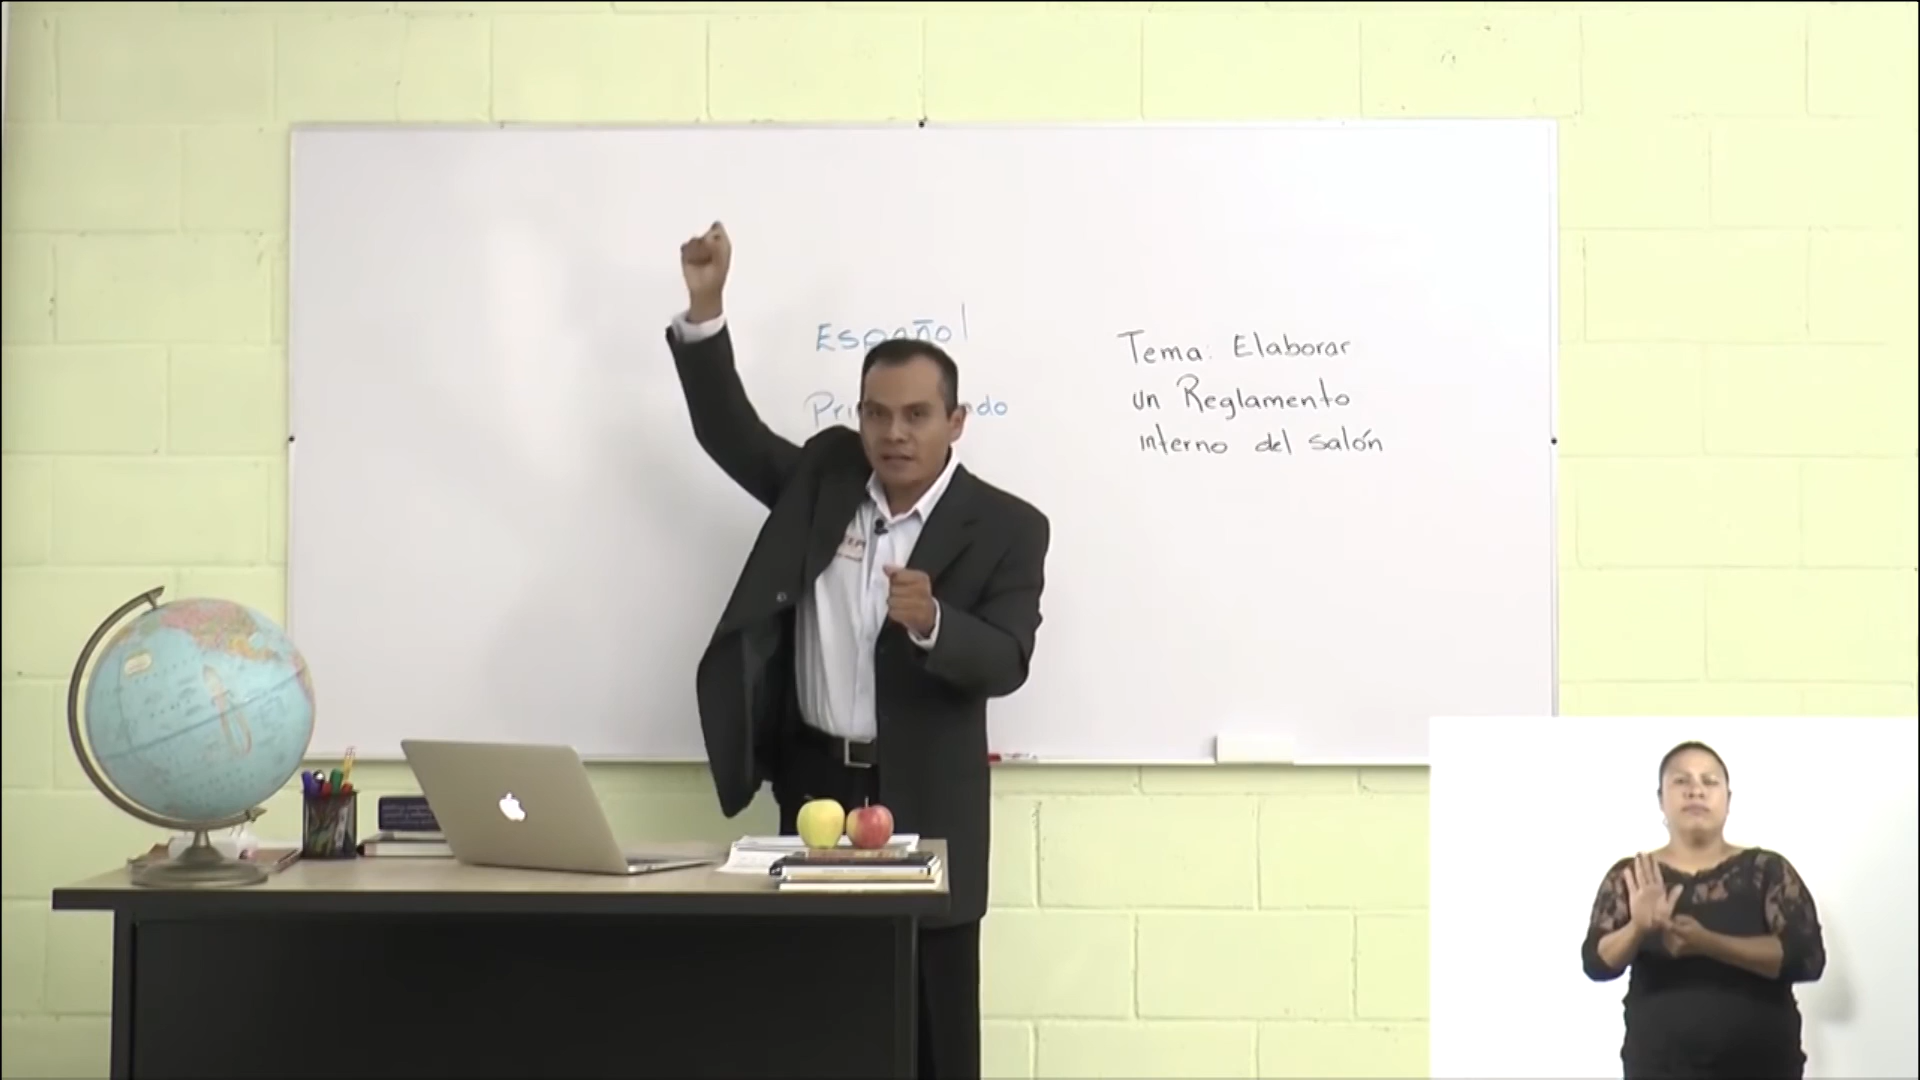 Español
Tema: Elaborar
un Reglamento
interno del salón